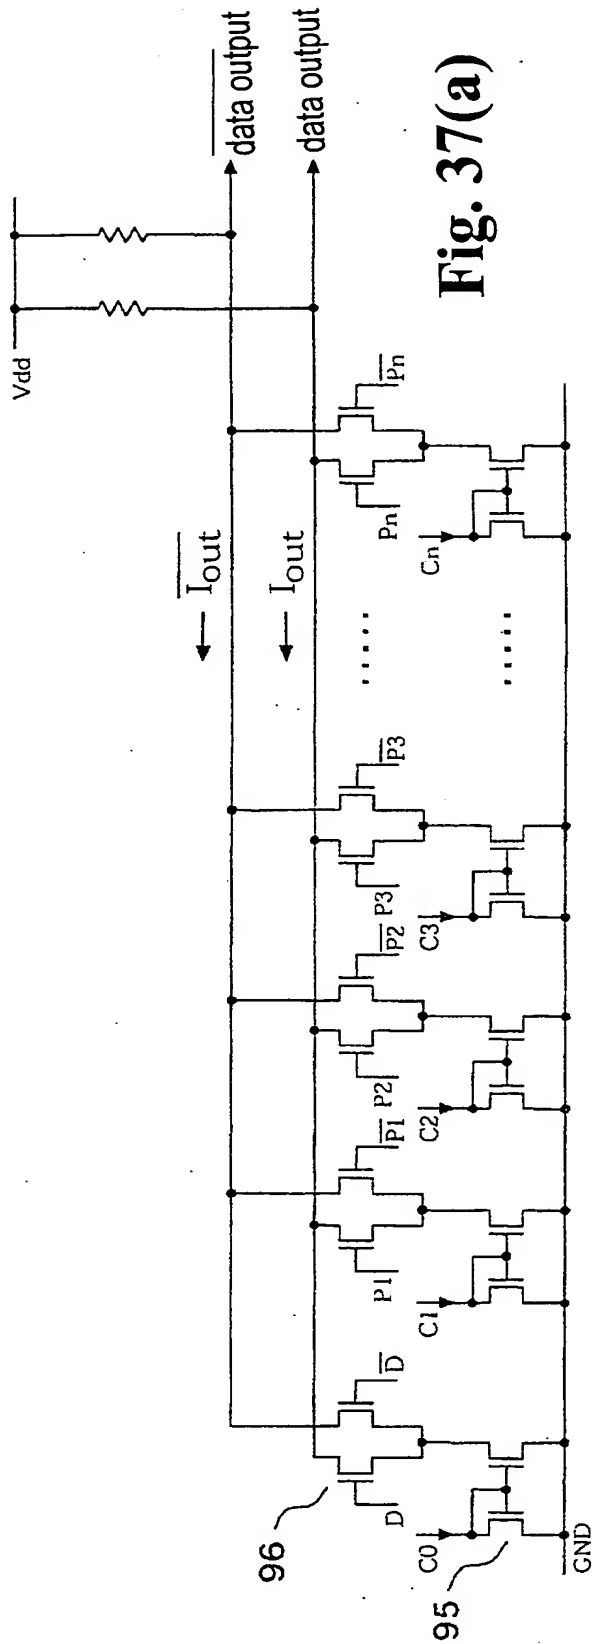 Vdd
data output
data output
Fig. 37(a)
Iout
Iout
96
D
D
P1
P1
P2
P2
P3
P3
.....
Pn
Pn
C0
C1
C2
C3
.....
Cn
95
GND